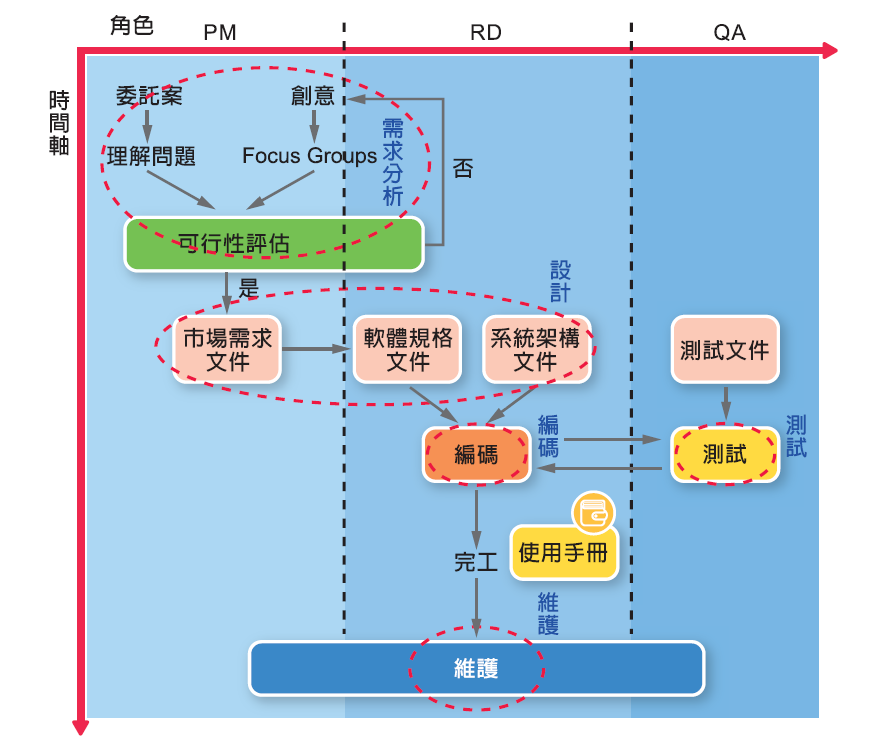 角色
PM
RD
QA
時間軸
委託案
創意
理解問題
Focus Groups
需求分析
否
可行性評估
是
設計
市場需求
文件
軟體規格
文件
系統架構
文件
測試文件
編碼
編碼
測試
測試
完工
使用手冊
維護
維護